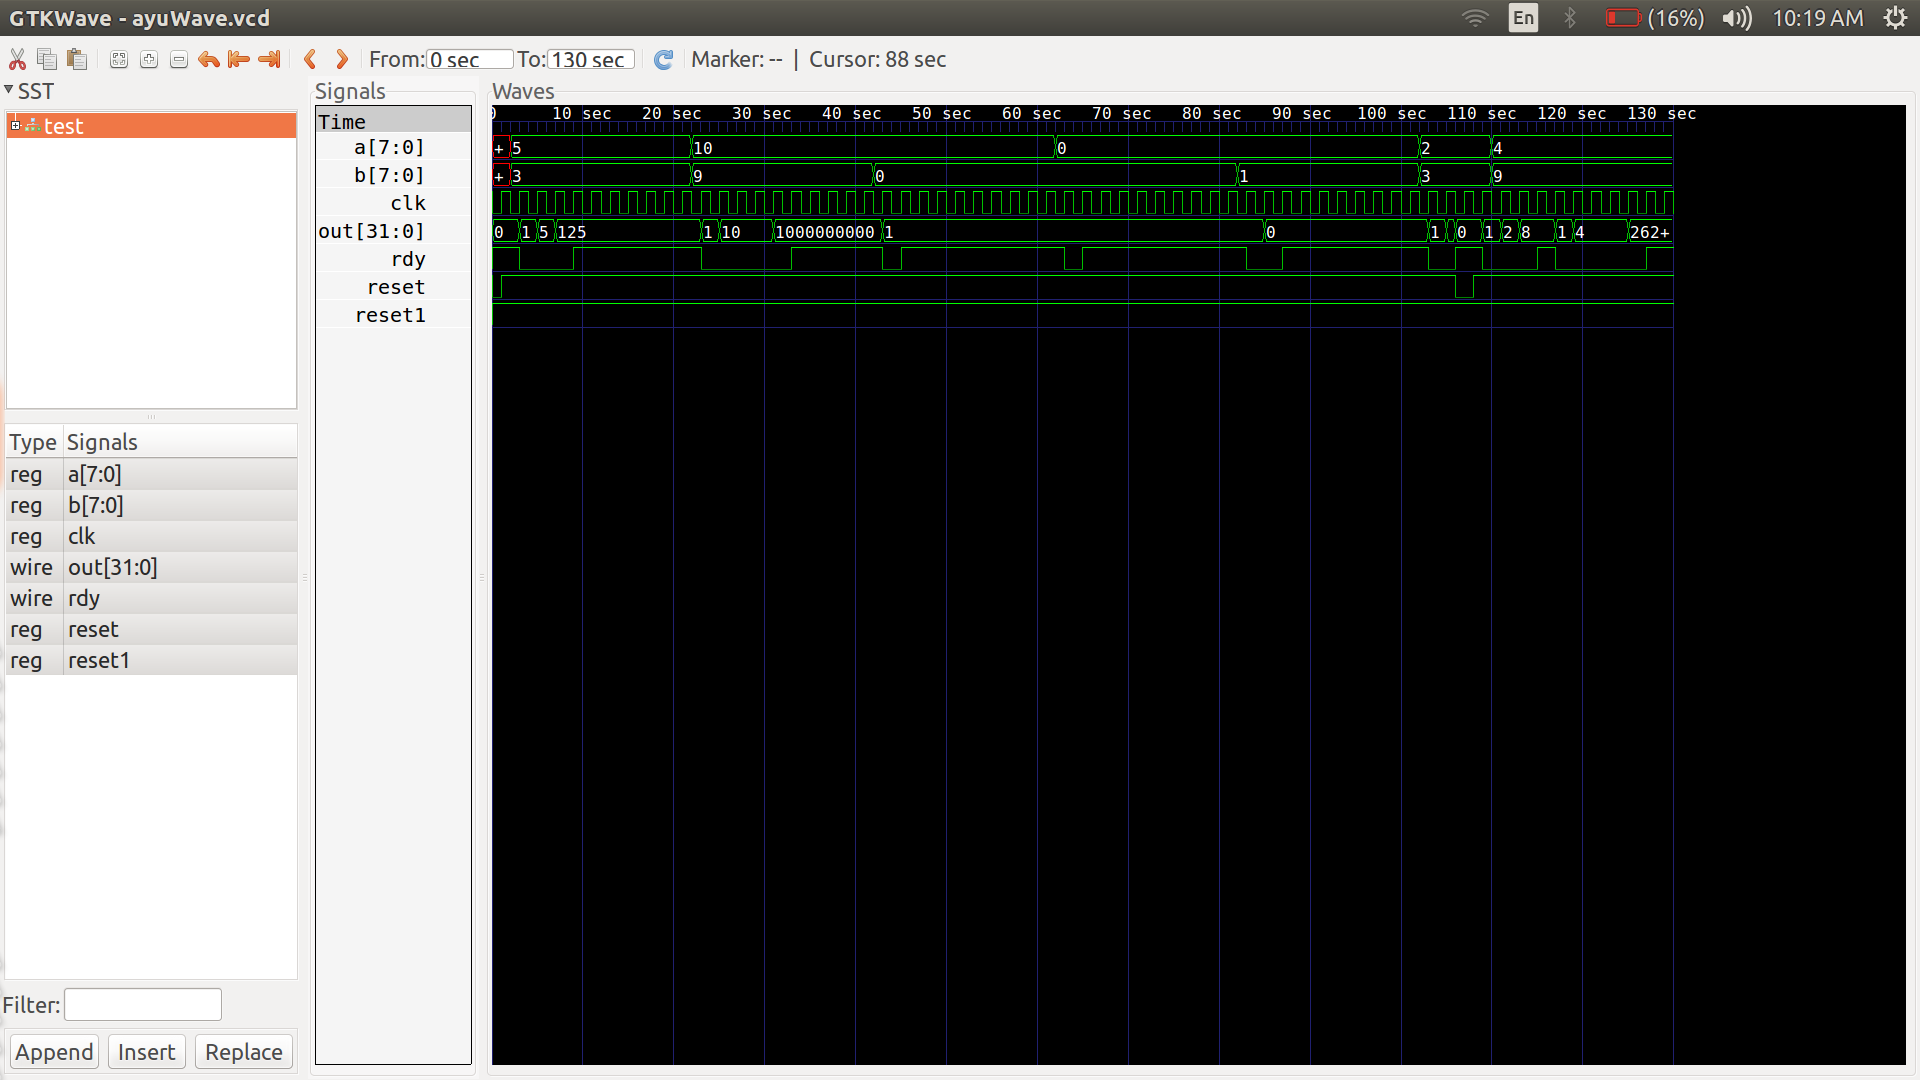 GTKWave - ayuWave.vcd
En (16%) 10:19 AM
From: 0 sec To: 130 sec Marker: -- | Cursor: 88 sec
SST
test
Type Signals
reg a[7:0]
reg b[7:0]
reg clk
wire out[31:0]
wire rdy
reg reset
reg reset1
Filter:
Append Insert Replace
Signals
Time
a[7:0]
b[7:0]
clk
out[31:0]
rdy
reset
reset1
Waves
0 10 sec 20 sec 30 sec 40 sec 50 sec 60 sec 70 sec 80 sec 90 sec 100 sec 110 sec 120 sec 130 sec
+ 5 10 0 2 4
+ 3 9 0 1 3 9
0 1 5 125 1 10 1000000000 1 0 1 0 1 2 8 1 4 262+